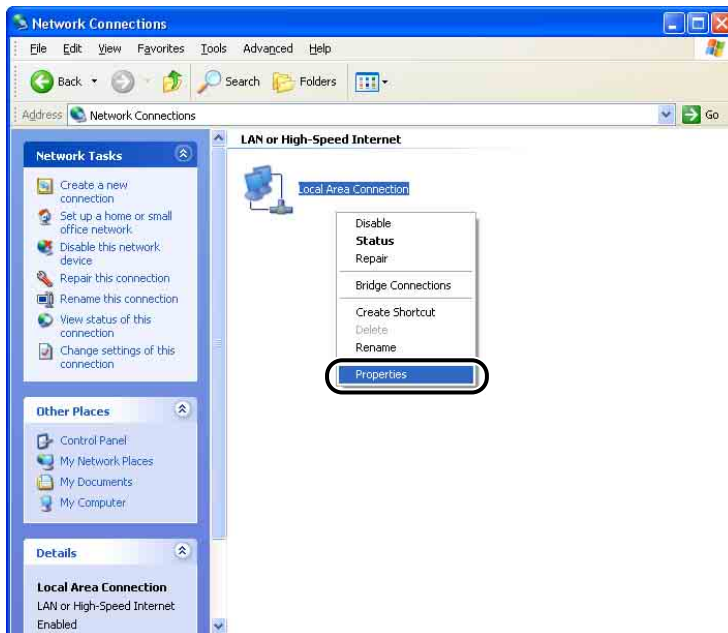 Network Connections
File Edit View Favorites Tools Advanced Help
Back Search Folders
Address Network Connections Go
Network Tasks
Create a new
connection
Set up a home or small
office network
Disable this network
device
Repair this connection
Rename this connection
View status of this
connection
Change settings of this
connection
Other Places
Control Panel
My Network Places
My Documents
My Computer
Details
Local Area Connection
LAN or High-Speed Internet
Enabled
LAN or High-Speed Internet
Local Area Connection
Disable
Status
Repair
Bridge Connections
Create Shortcut
Delete
Rename
Properties